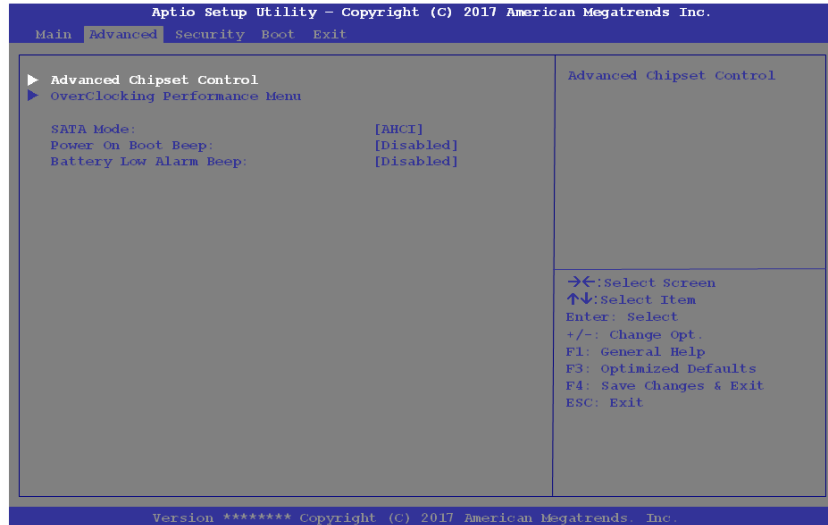 Aptio Setup Utility – Copyright (C) 2017 American Megatrends Inc.
Main Advanced Security Boot Exit
▶ Advanced Chipset Control
▶ OverClocking Performance Menu
SATA Mode: [AHCI]
Power On Boot Beep: [Disabled]
Battery Low Alarm Beep: [Disabled]
Advanced Chipset Control
→←:Select Screen
↑↓:Select Item
Enter: Select
+/-: Change Opt.
F1: General Help
F3: Optimized Defaults
F4: Save Changes & Exit
ESC: Exit
Version ******** Copyright (C) 2017 American Megatrends. Inc.